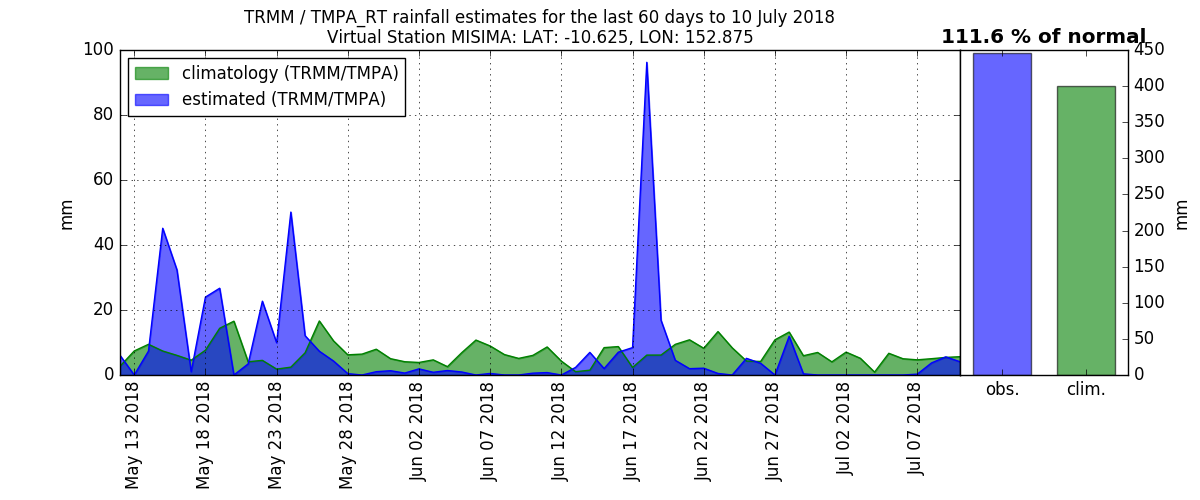 TRMM / TMPA_RT rainfall estimates for the last 60 days to 10 July 2018
Virtual Station MISIMA: LAT: -10.625, LON: 152.875
111.6 % of normal
climatology (TRMM/TMPA)
estimated (TRMM/TMPA)
mm
100
80
60
40
20
0
May 13 2018
May 18 2018
May 23 2018
May 28 2018
Jun 02 2018
Jun 07 2018
Jun 12 2018
Jun 17 2018
Jun 22 2018
Jun 27 2018
Jul 02 2018
Jul 07 2018
obs.
clim.
450
400
350
300
250
200
150
100
50
0
mm